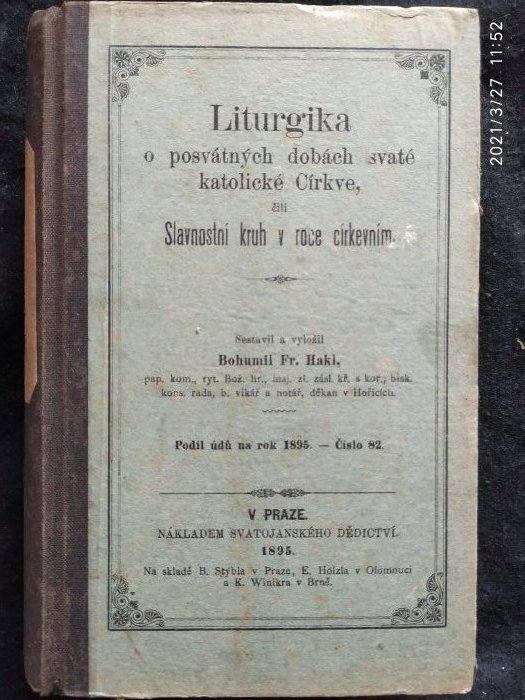 Liturgika
o posvátných dobách svaté
katolické Církve,
čili
Slavnostní kruh v roce církevním.
Sestavil a vyložil
Bohumil Fr. Hakl,
pap. kom., ryt. Bož. hr., maj. zl. zásl. kř. s kor., bisk.
kons. rada, b. vikář a notář, děkan v Hořicích.
Podíl údů na rok 1895. — Číslo 82.
V PRAZE.
NÁKLADEM SVATOJANSKÉHO DĚDICTVÍ.
1895.
Na skladě B. Stýbla v Praze, E. Hölzla v Olomouci
a K. Winikra v Brně.
2021/3/27 11:52